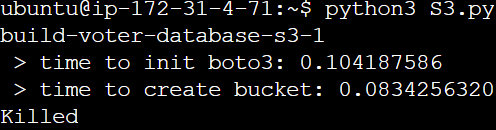 ubuntu@ip-172-31-4-71:~$ python3 S3.py
build-voter-database-s3-1
 > time to init boto3: 0.104187586
 > time to create bucket: 0.0834256320
Killed